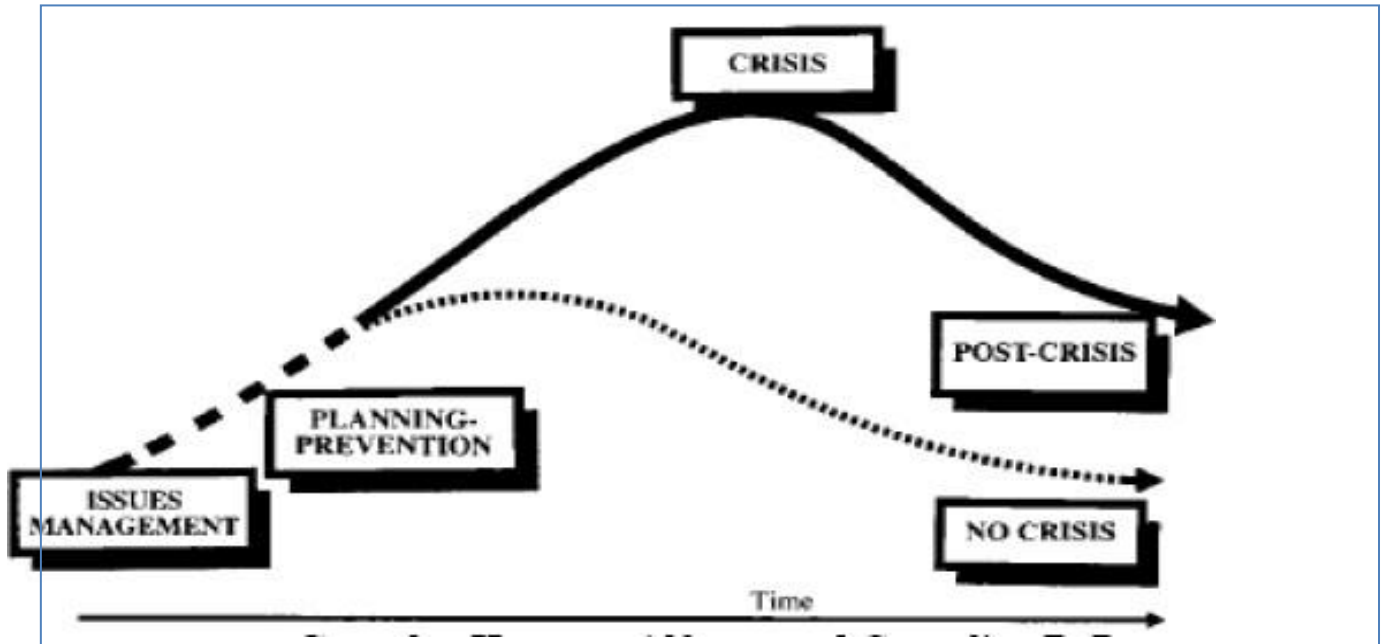 CRISIS
POST-CRISIS
PLANNING-
PREVENTION
ISSUES
MANAGEMENT
NO CRISIS
Time